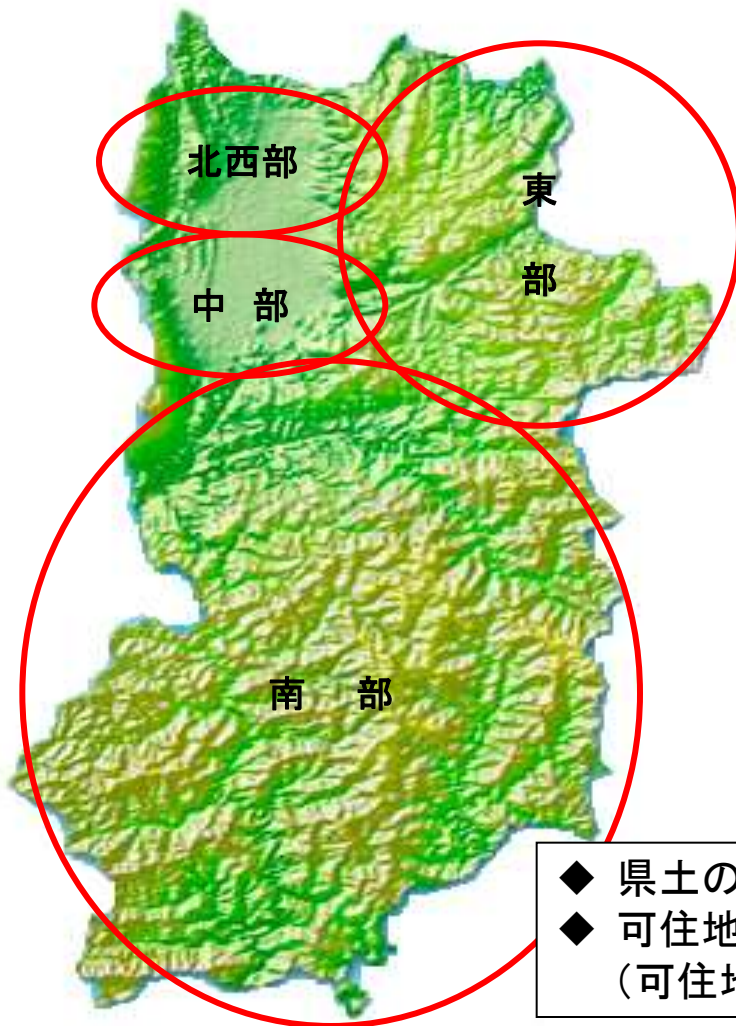 北西部
東
部
中 部
南 部
◆ 県土の
◆ 可住地
(可住地